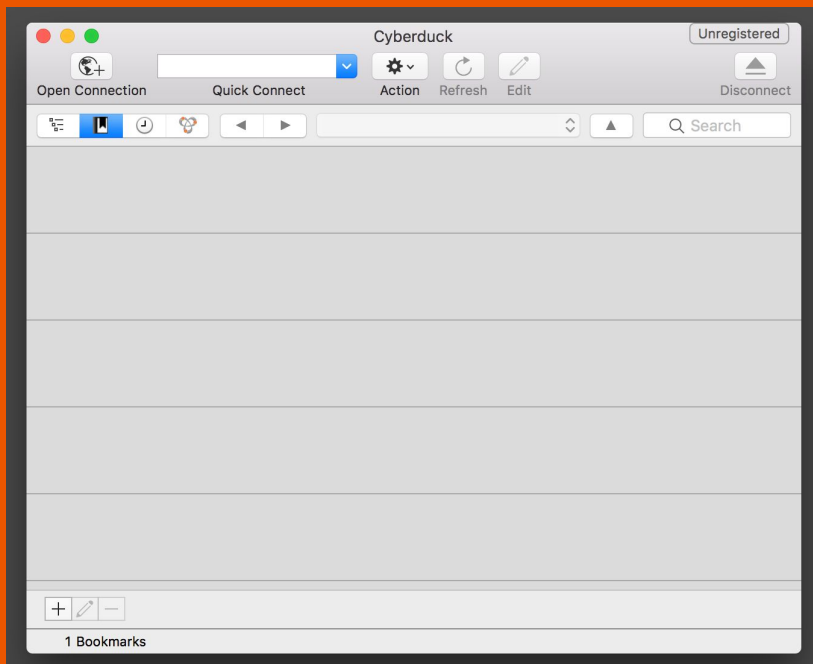 Cyberduck
Unregistered
Open Connection
Quick Connect
Action
Refresh
Edit
Disconnect
Search
1 Bookmarks